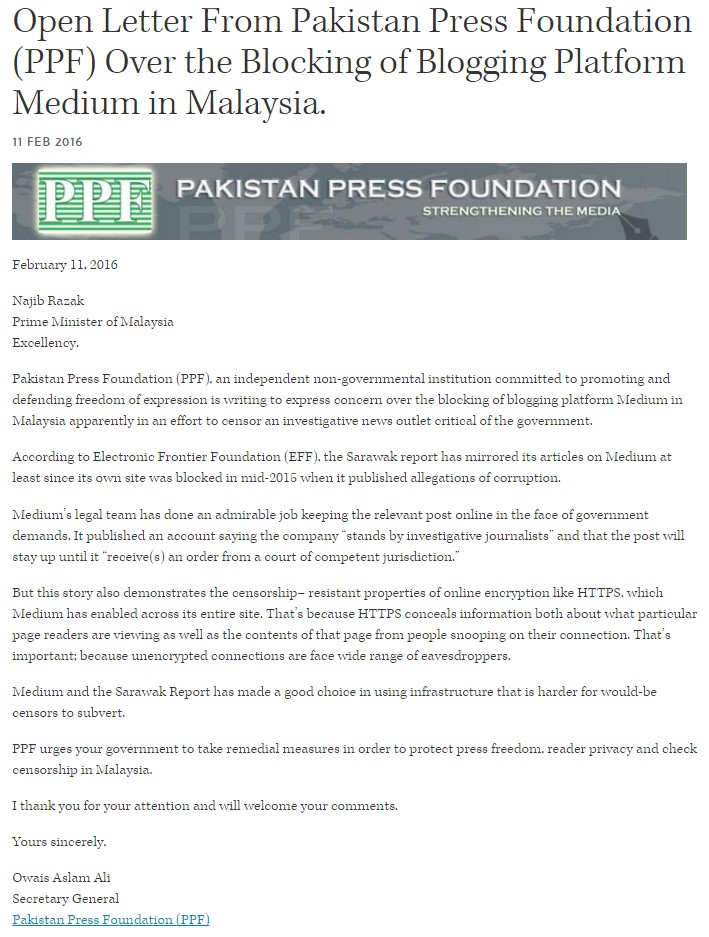 Open Letter From Pakistan Press Foundation
(PPF) Over the Blocking of Blogging Platform
Medium in Malaysia.
11 FEB 2016
PPF PAKISTAN PRESS FOUNDATION
STRENGTHENING THE MEDIA
PPF
February 11, 2016
Najib Razak
Prime Minister of Malaysia
Excellency,
Pakistan Press Foundation (PPF), an independent non-governmental institution committed to promoting and
defending freedom of expression is writing to express concern over the blocking of blogging platform Medium in
Malaysia apparently in an effort to censor an investigative news outlet critical of the government.
According to Electronic Frontier Foundation (EFF), the Sarawak report has mirrored its articles on Medium at
least since its own site was blocked in mid-2015 when it published allegations of corruption.
Medium's legal team has done an admirable job keeping the relevant post online in the face of government
demands. It published an account saying the company “stands by investigative journalists” and that the post will
stay up until it “receive(s) an order from a court of competent jurisdiction.”
But this story also demonstrates the censorship– resistant properties of online encryption like HTTPS, which
Medium has enabled across its entire site. That's because HTTPS conceals information both about what particular
page readers are viewing as well as the contents of that page from people snooping on their connection. That's
important; because unencrypted connections are face wide range of eavesdroppers.
Medium and the Sarawak Report has made a good choice in using infrastructure that is harder for would-be
censors to subvert.
PPF urges your government to take remedial measures in order to protect press freedom, reader privacy and check
censorship in Malaysia.
I thank you for your attention and will welcome your comments.
Yours sincerely,
Owais Aslam Ali
Secretary General
Pakistan Press Foundation (PPF)